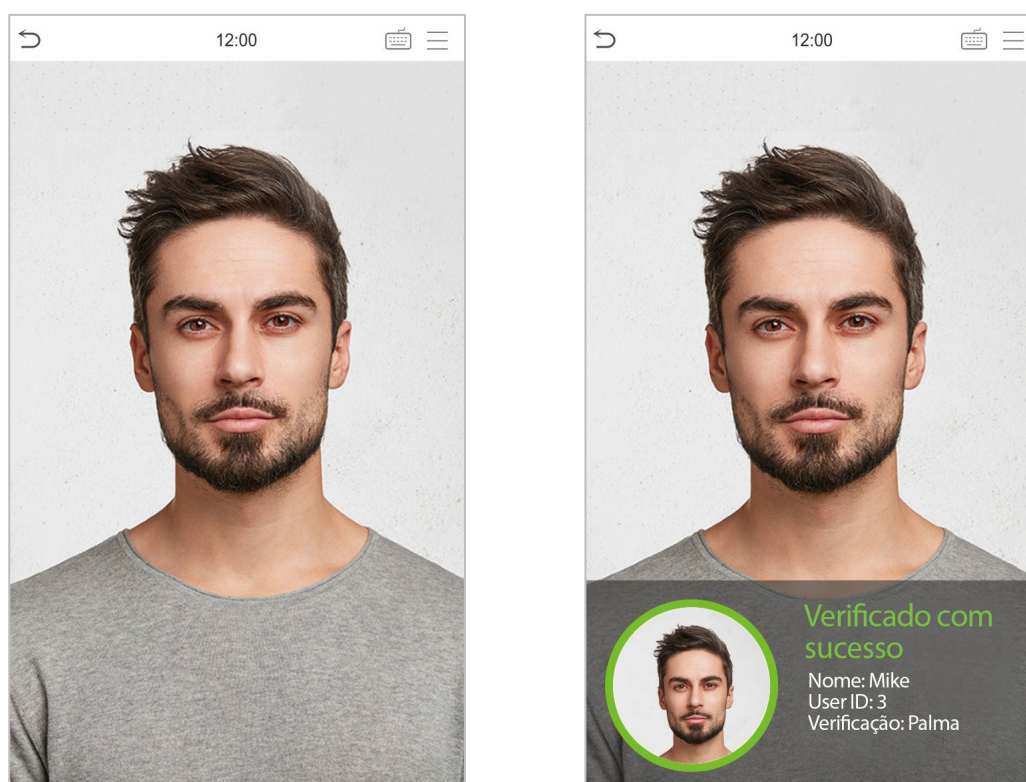 12:00
12:00
Verificado com
sucesso
Nome: Mike
User ID: 3
Verificação: Palma